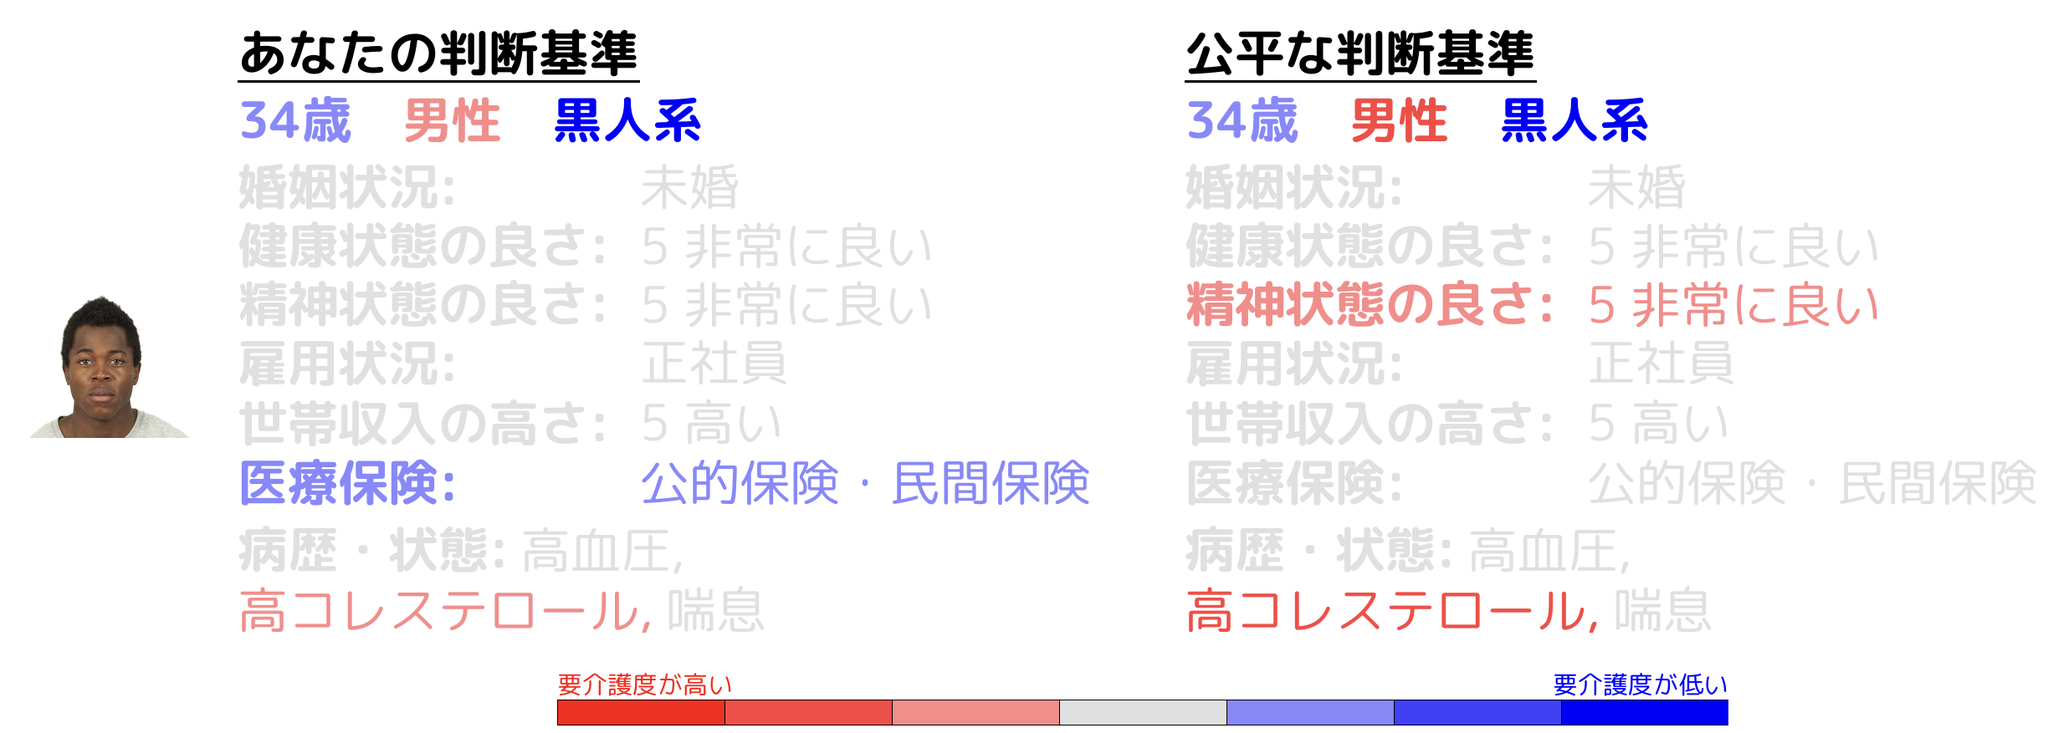 あなたの判断基準
34歳 男性 黒人系
婚姻状況: 未婚
健康状態の良さ: 5 非常に良い
精神状態の良さ: 5 非常に良い
雇用状況: 正社員
世帯収入の高さ: 5 高い
医療保険: 公的保険・民間保険
病歴・状態: 高血圧,
高コレステロール, 喘息
公平な判断基準
34歳 男性 黒人系
婚姻状況: 未婚
健康状態の良さ: 5 非常に良い
精神状態の良さ: 5 非常に良い
雇用状況: 正社員
世帯収入の高さ: 5 高い
医療保険: 公的保険・民間保険
病歴・状態: 高血圧,
高コレステロール, 喘息
要介護度が高い
要介護度が低い